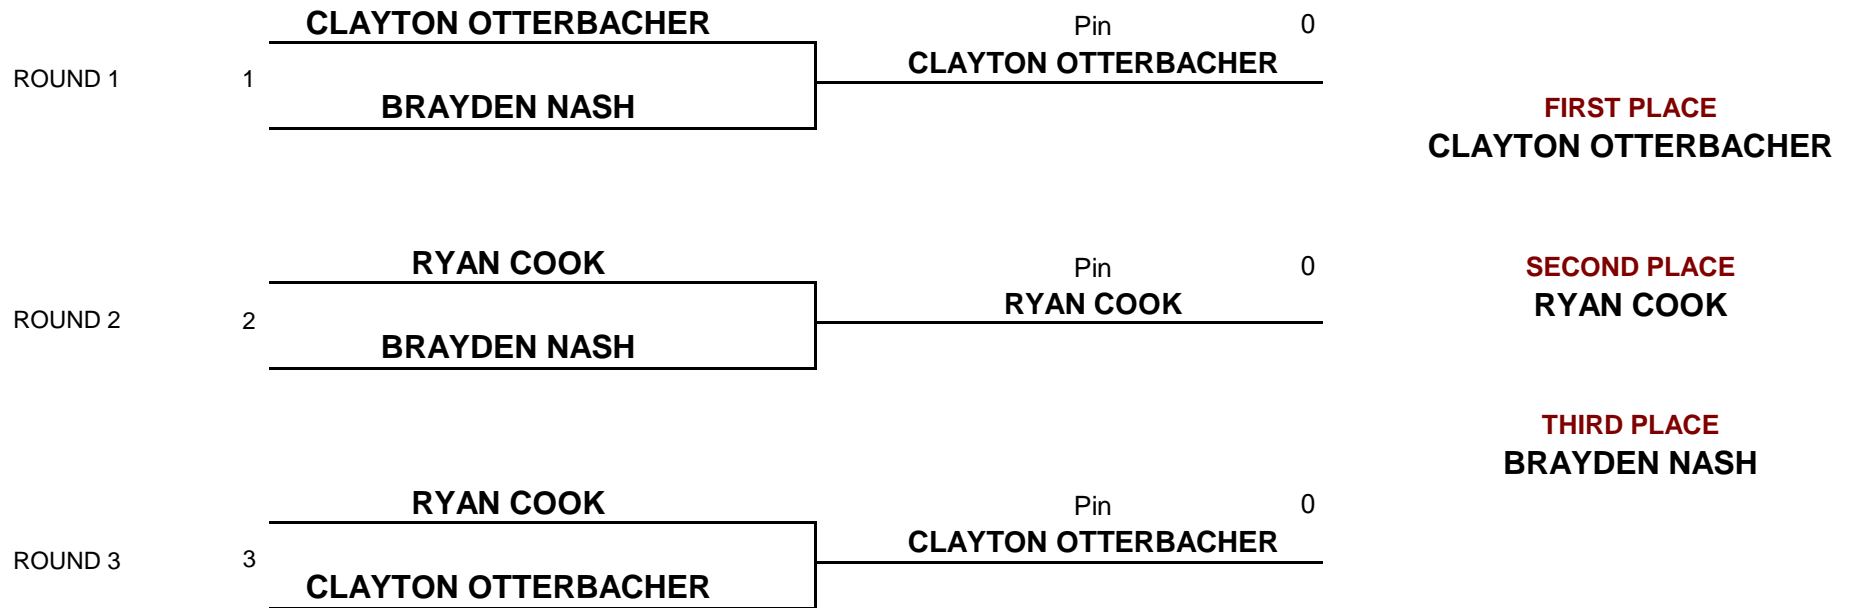 CLAYTON OTTERBACHER
Pin 0
CLAYTON OTTERBACHER
ROUND 1 1
BRAYDEN NASH
FIRST PLACE
CLAYTON OTTERBACHER
RYAN COOK
Pin 0
SECOND PLACE
RYAN COOK
RYAN COOK
ROUND 2 2
BRAYDEN NASH
THIRD PLACE
BRAYDEN NASH
RYAN COOK
Pin 0
CLAYTON OTTERBACHER
ROUND 3 3
CLAYTON OTTERBACHER